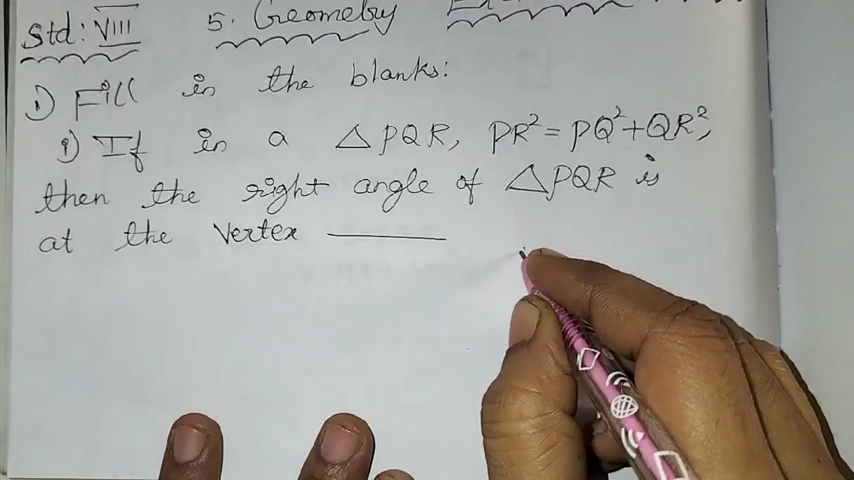 Std: VIII 5. Geometry
1) Fill in the blanks:
i) If in a △PQR, PR² = PQ² + QR²,
then the right angle of △PQR is
at the vertex ______